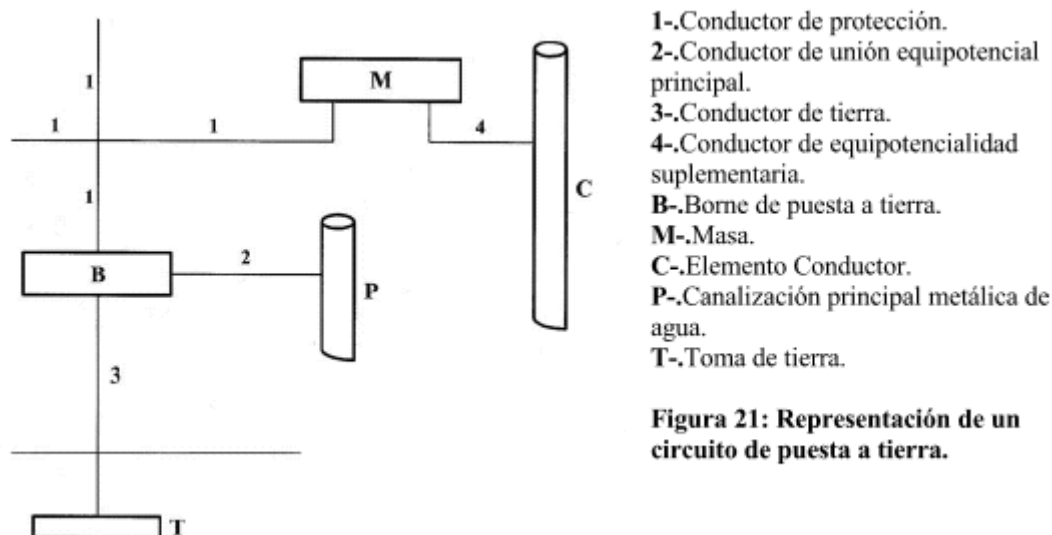 1
M
1
1
4
C
1
B
2
P
3
T
1-.Conductor de protección.
2-.Conductor de unión equipotencial
principal.
3-.Conductor de tierra.
4-.Conductor de equipotencialidad
suplementaria.
B-.Borne de puesta a tierra.
M-.Masa.
C-.Elemento Conductor.
P-.Canalización principal metálica de
agua.
T-.Toma de tierra.
Figura 21: Representación de un
circuito de puesta a tierra.